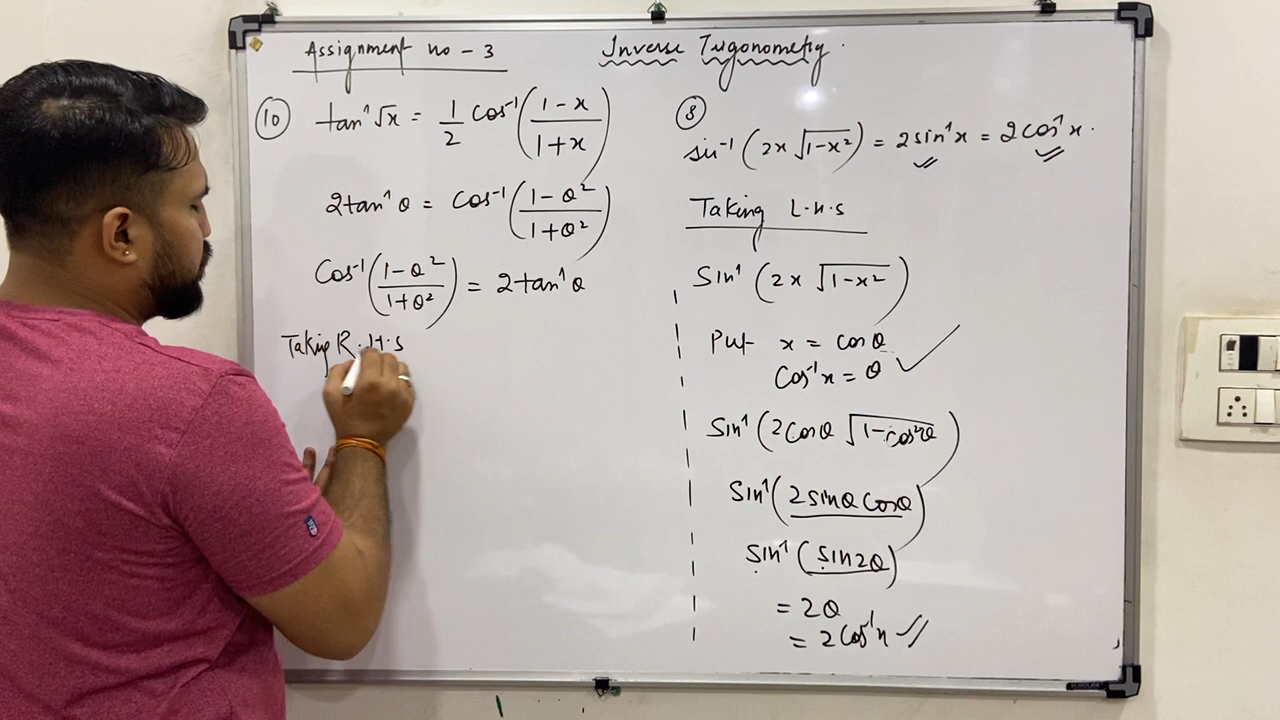 Assignment no - 3
Inverse Trigonometry.
(10) tan⁻¹√x = 1/2 cos⁻¹((1-x)/(1+x))
2tan⁻¹θ = cos⁻¹((1-θ²)/(1+θ²))
Cos⁻¹((1-θ²)/(1+θ²)) = 2tan⁻¹θ
Taking R.H.S
(8)
sin⁻¹(2x√(1-x²)) = 2sin⁻¹x = 2cos⁻¹x.
Taking L.H.S
Sin⁻¹(2x√(1-x²))
Put x = cosθ
Cos⁻¹x = θ
Sin⁻¹(2cosθ√(1-cos²θ))
Sin⁻¹(2sinθcosθ)
Sin⁻¹(sin2θ)
= 2θ
= 2cos⁻¹x